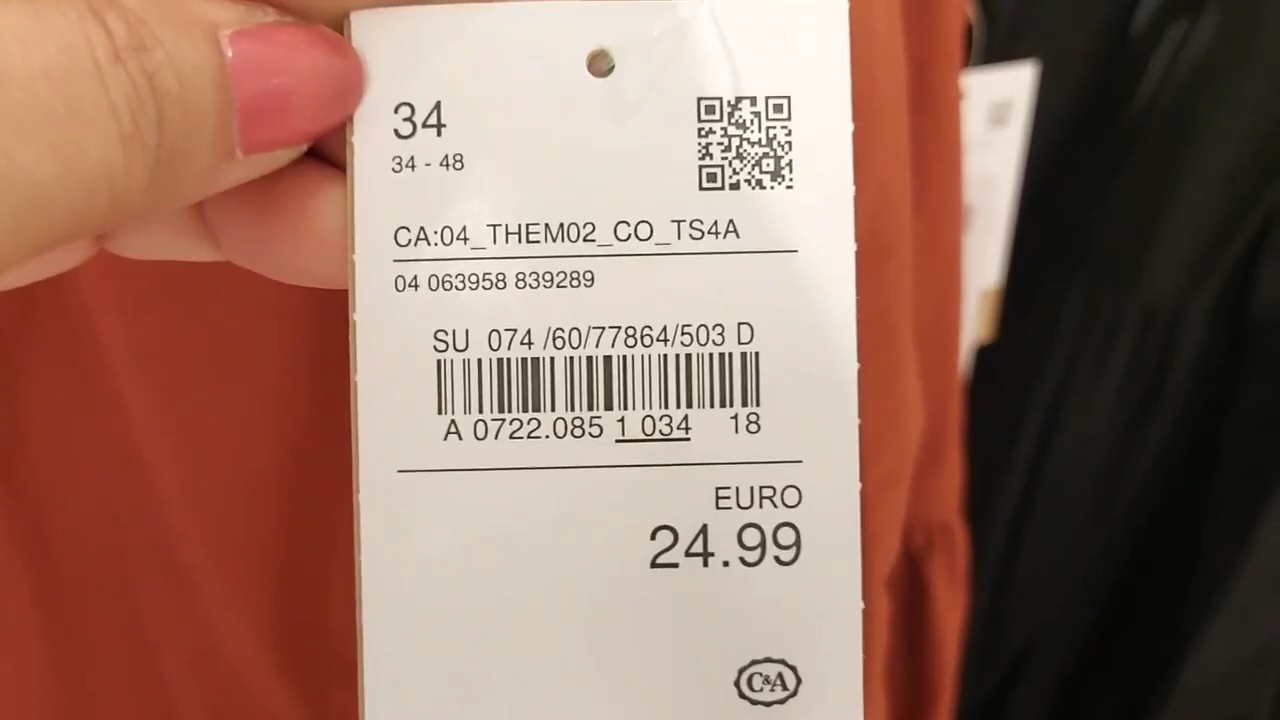 34
34 - 48
CA:04_THEM02_CO_TS4A
04 063958 839289
SU 074 /60/77864/503 D
A 0722.085 1 034 18
EURO
24.99
C&A